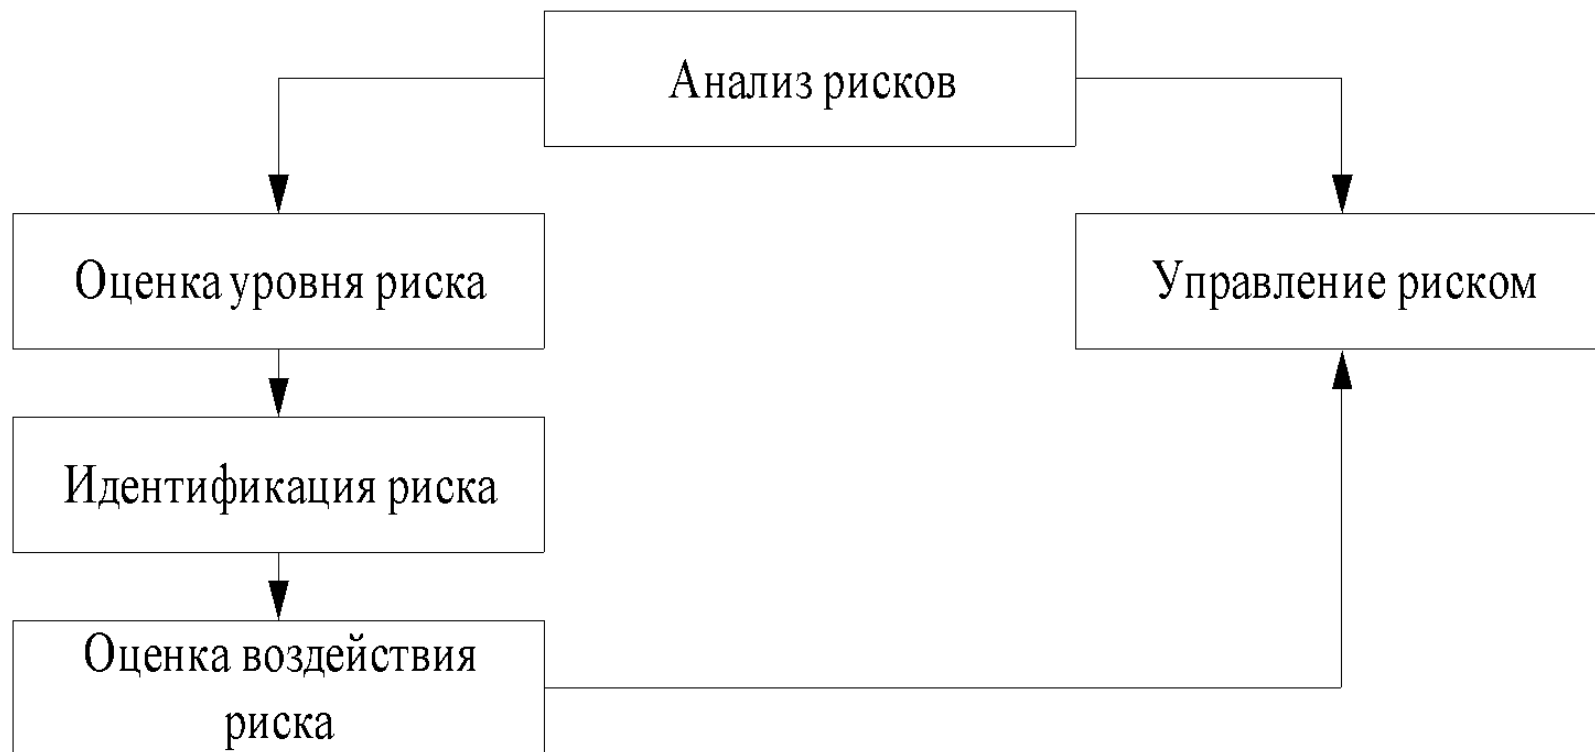 Анализ рисков
Оценка уровня риска
Управление риском
Идентификация риска
Оценка воздействия
риска